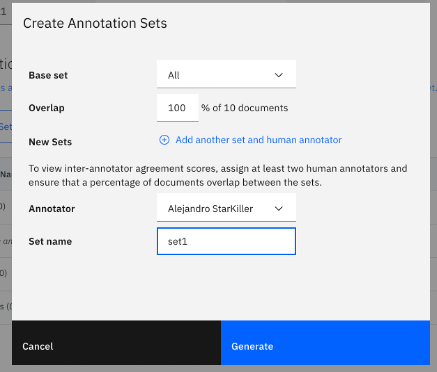 Create Annotation Sets
Base set All
Overlap 100 % of 10 documents
New Sets Add another set and human annotator
To view inter-annotator agreement scores, assign at least two human annotators and
ensure that a percentage of documents overlap between the sets.
Annotator Alejandro StarKiller
Set name set1
Cancel Generate